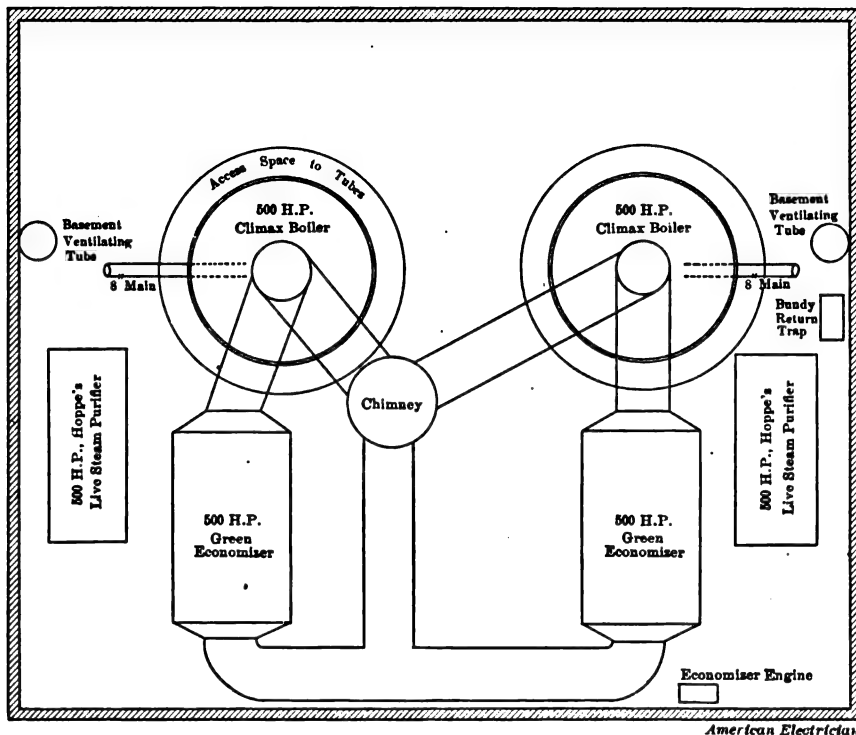 Access Space to Tubes
500 H.P.
Climax Boiler
500 H.P.
Climax Boiler
Basement
Ventilating
Tube
Basement
Ventilating
Tube
8" Main
8" Main
Bundy
Return
Trap
Chimney
500 H.P., Hoppe's
Live Steam Purifier
500 H.P., Hoppe's
Live Steam Purifier
500 H.P.
Green
Economizer
500 H.P.
Green
Economizer
Economizer Engine
American Electrician